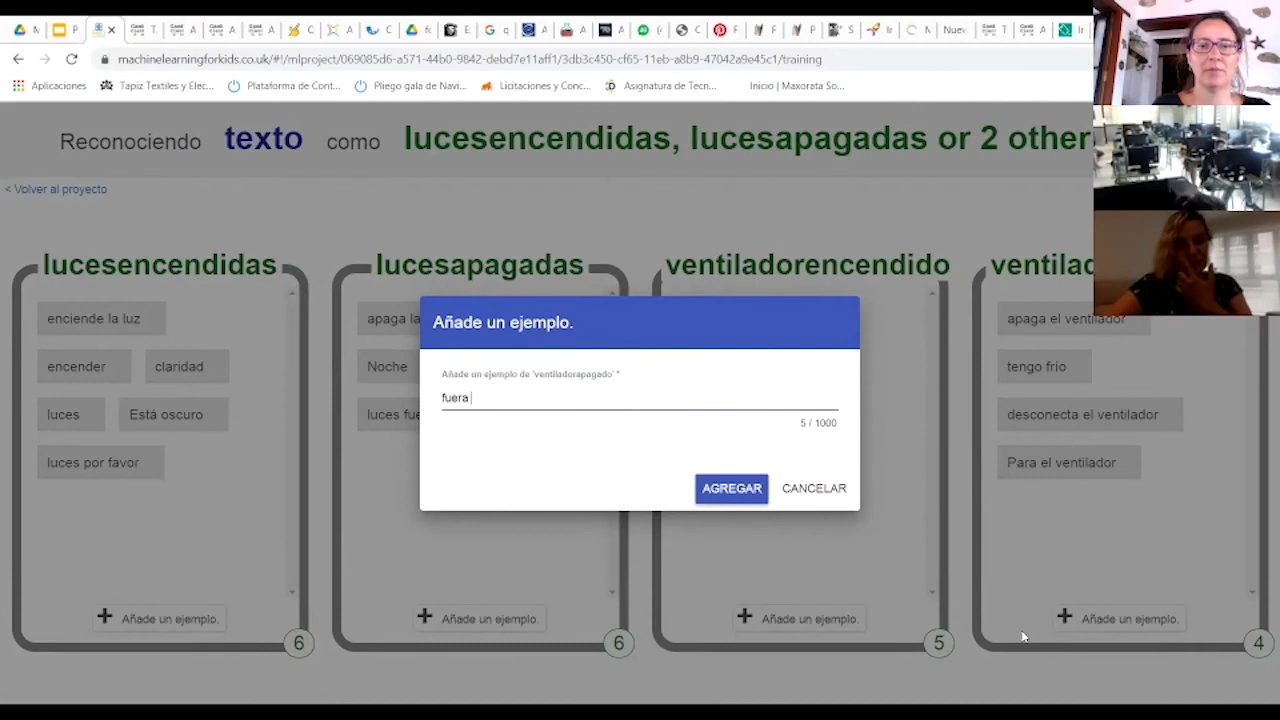 machinelearningforkids.co.uk/#!/mlproject/069085d6-a571-44b0-9842-debd7e61aff1/3db3c450-cf65-11eb-a8b9-47042a9e45c1/training
Aplicaciones Tapiz Textiles y Elec... Plataforma de Cont... Pliego gala de Navi... Licitaciones y Conc... Asignatura de Tecn... Inicio | Maxorata So...
Reconociendo texto como lucesencendidas, lucesapagadas or 2 other
< Volver al proyecto
lucesencendidas
enciende la luz
encender claridad
luces Está oscuro
luces por favor
Añade un ejemplo.
6
lucesapagadas
apaga la
Noche
luces fue
Añade un ejemplo.
6
ventiladorencendido
Añade un ejemplo.
5
ventilad
apaga el ventilador
tengo frío
desconecta el ventilador
Para el ventilador
Añade un ejemplo.
4
Añade un ejemplo.
Añade un ejemplo de 'ventiladorapagado' *
fuera
5 / 1000
AGREGAR CANCELAR